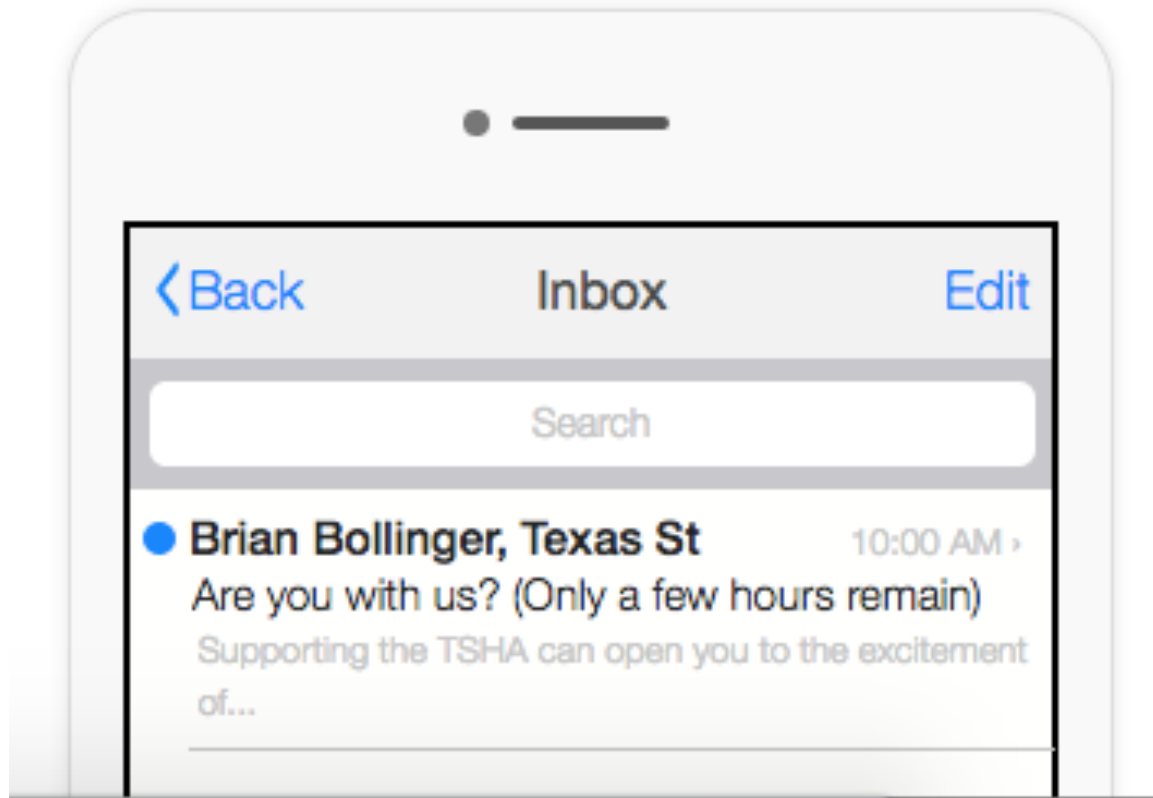 Back Inbox Edit
Search
Brian Bollinger, Texas St 10:00 AM ›
Are you with us? (Only a few hours remain)
Supporting the TSHA can open you to the excitement
of...